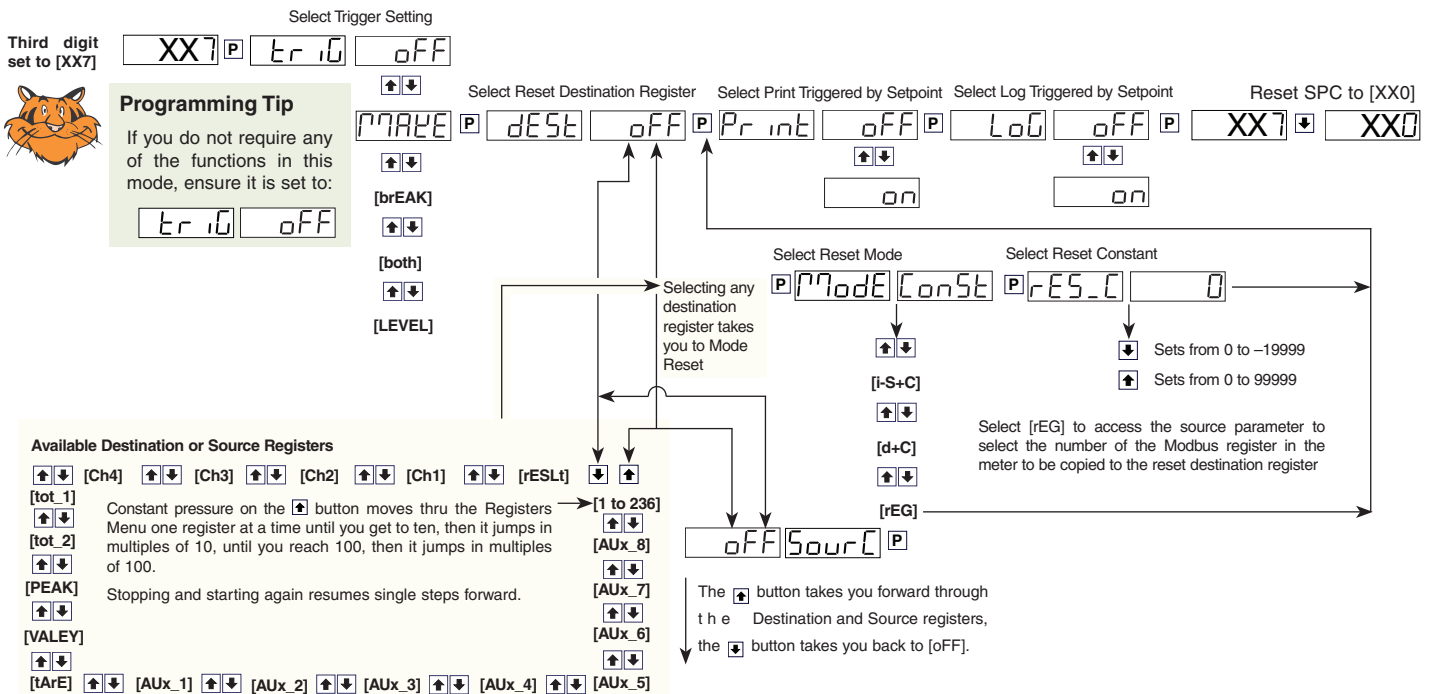 Select Trigger Setting
Third digit
set to [XX7]
XX7 P triG oFF
Programming Tip
If you do not require any
of the functions in this
mode, ensure it is set to:
triG oFF
MAKE
[brEAK]
[both]
[LEVEL]
Select Reset Destination Register
P dESt oFF
Select Print Triggered by Setpoint
P Print oFF
on
Select Log Triggered by Setpoint
P LoG oFF
on
Reset SPC to [XX0]
P XX7 XX0
Selecting any
destination
register takes
you to Mode
Reset
Select Reset Mode
P ModE ConSt
[i-S+C]
[d+C]
[rEG]
Select Reset Constant
P rES_C 0
Sets from 0 to –19999
Sets from 0 to 99999
Select [rEG] to access the source parameter to
select the number of the Modbus register in the
meter to be copied to the reset destination register
oFF SourC P
The button takes you forward through
the Destination and Source registers,
the button takes you back to [oFF].
Available Destination or Source Registers
[Ch4] [Ch3] [Ch2] [Ch1] [rESLt]
[tot_1]
[tot_2]
[PEAK]
[VALEY]
[tArE] [AUx_1] [AUx_2] [AUx_3] [AUx_4] [AUx_5]
Constant pressure on the button moves thru the Registers
Menu one register at a time until you get to ten, then it jumps in
multiples of 10, until you reach 100, then it jumps in multiples
of 100.
Stopping and starting again resumes single steps forward.
[1 to 236]
[AUx_8]
[AUx_7]
[AUx_6]